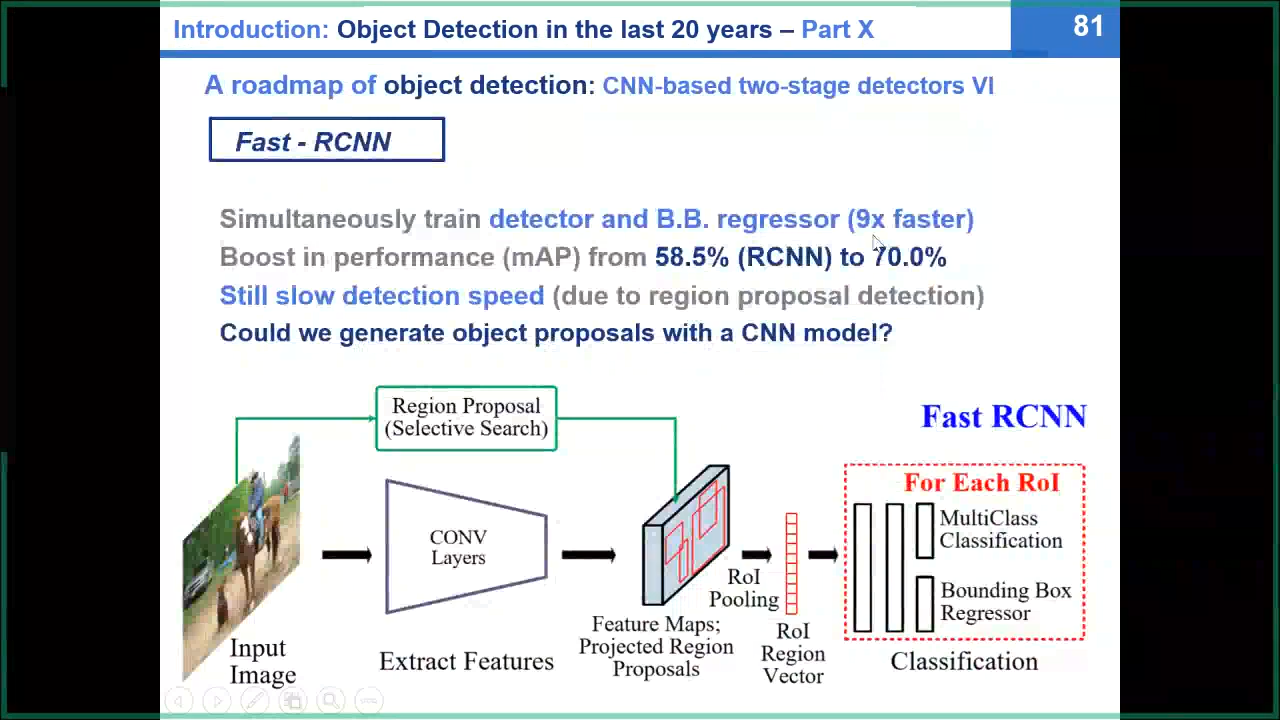 Introduction: Object Detection in the last 20 years – Part X
81
A roadmap of object detection: CNN-based two-stage detectors VI
Fast - RCNN
Simultaneously train detector and B.B. regressor (9x faster)
Boost in performance (mAP) from 58.5% (RCNN) to 70.0%
Still slow detection speed (due to region proposal detection)
Could we generate object proposals with a CNN model?
Region Proposal
(Selective Search)
Fast RCNN
For Each RoI
CONV
Layers
MultiClass
Classification
Bounding Box
Regressor
RoI
Pooling
Input
Image
Extract Features
Feature Maps;
Projected Region
Proposals
RoI
Region
Vector
Classification